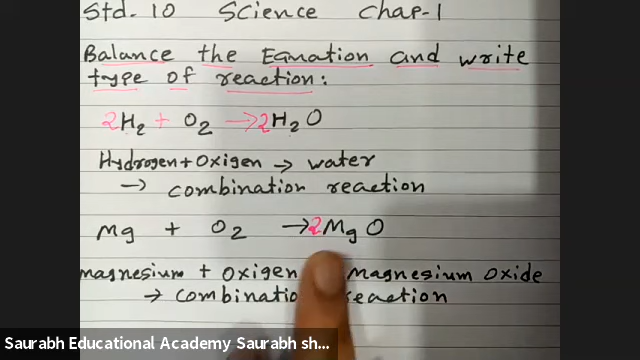 Std. 10 Science Chap-1
Balance the Equation and write
type of reaction:
2H2 + O2 → 2H2O
Hydrogen + Oxigen → water
→ combination reaction
Mg + O2 → 2MgO
magnesium + Oxigen magnesium Oxide
→ combination reaction
Saurabh Educational Academy Saurabh sh...